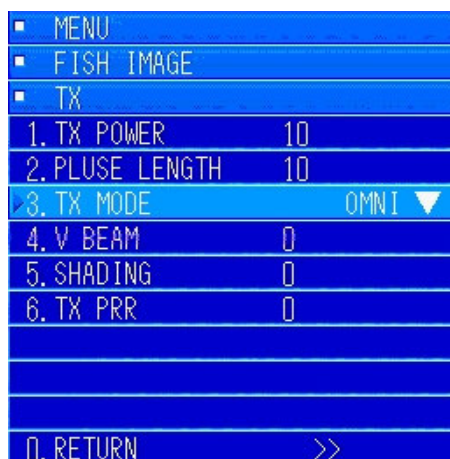 MENU
FISH IMAGE
TX
1. TX POWER 10
2. PLUSE LENGTH 10
3. TX MODE OMNI ▼
4. V BEAM 0
5. SHADING 0
6. TX PRR 0
0. RETURN >>